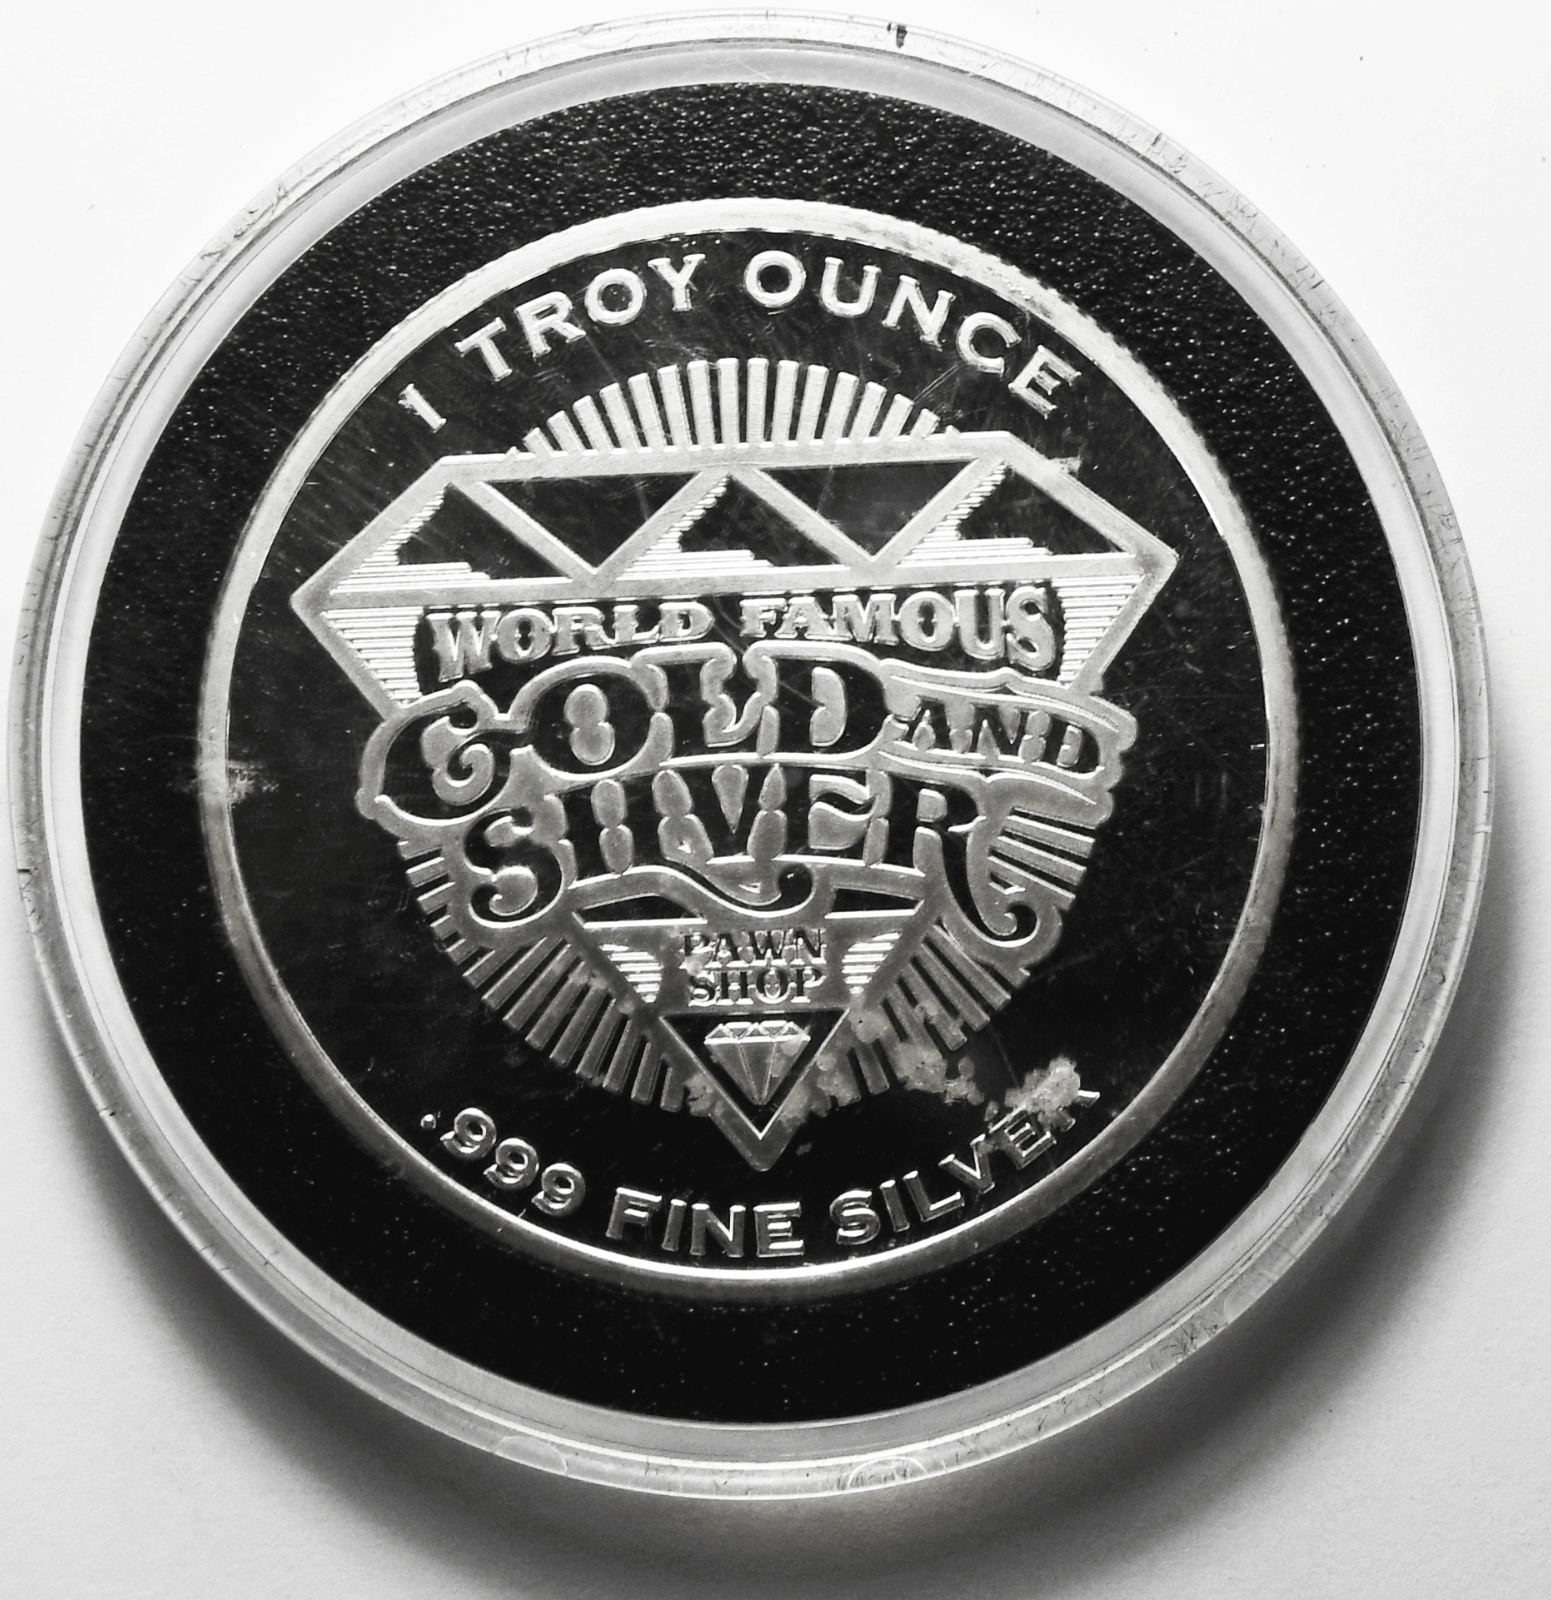 1 TROY OUNCE
WORLD FAMOUS
GOLD AND
SILVER
PAWN
SHOP
.999 FINE SILVER